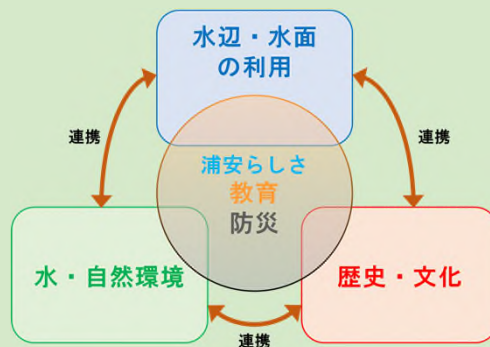 水辺・水面
の利用
連携
連携
浦安らしさ
教育
防災
水・自然環境
歴史・文化
連携